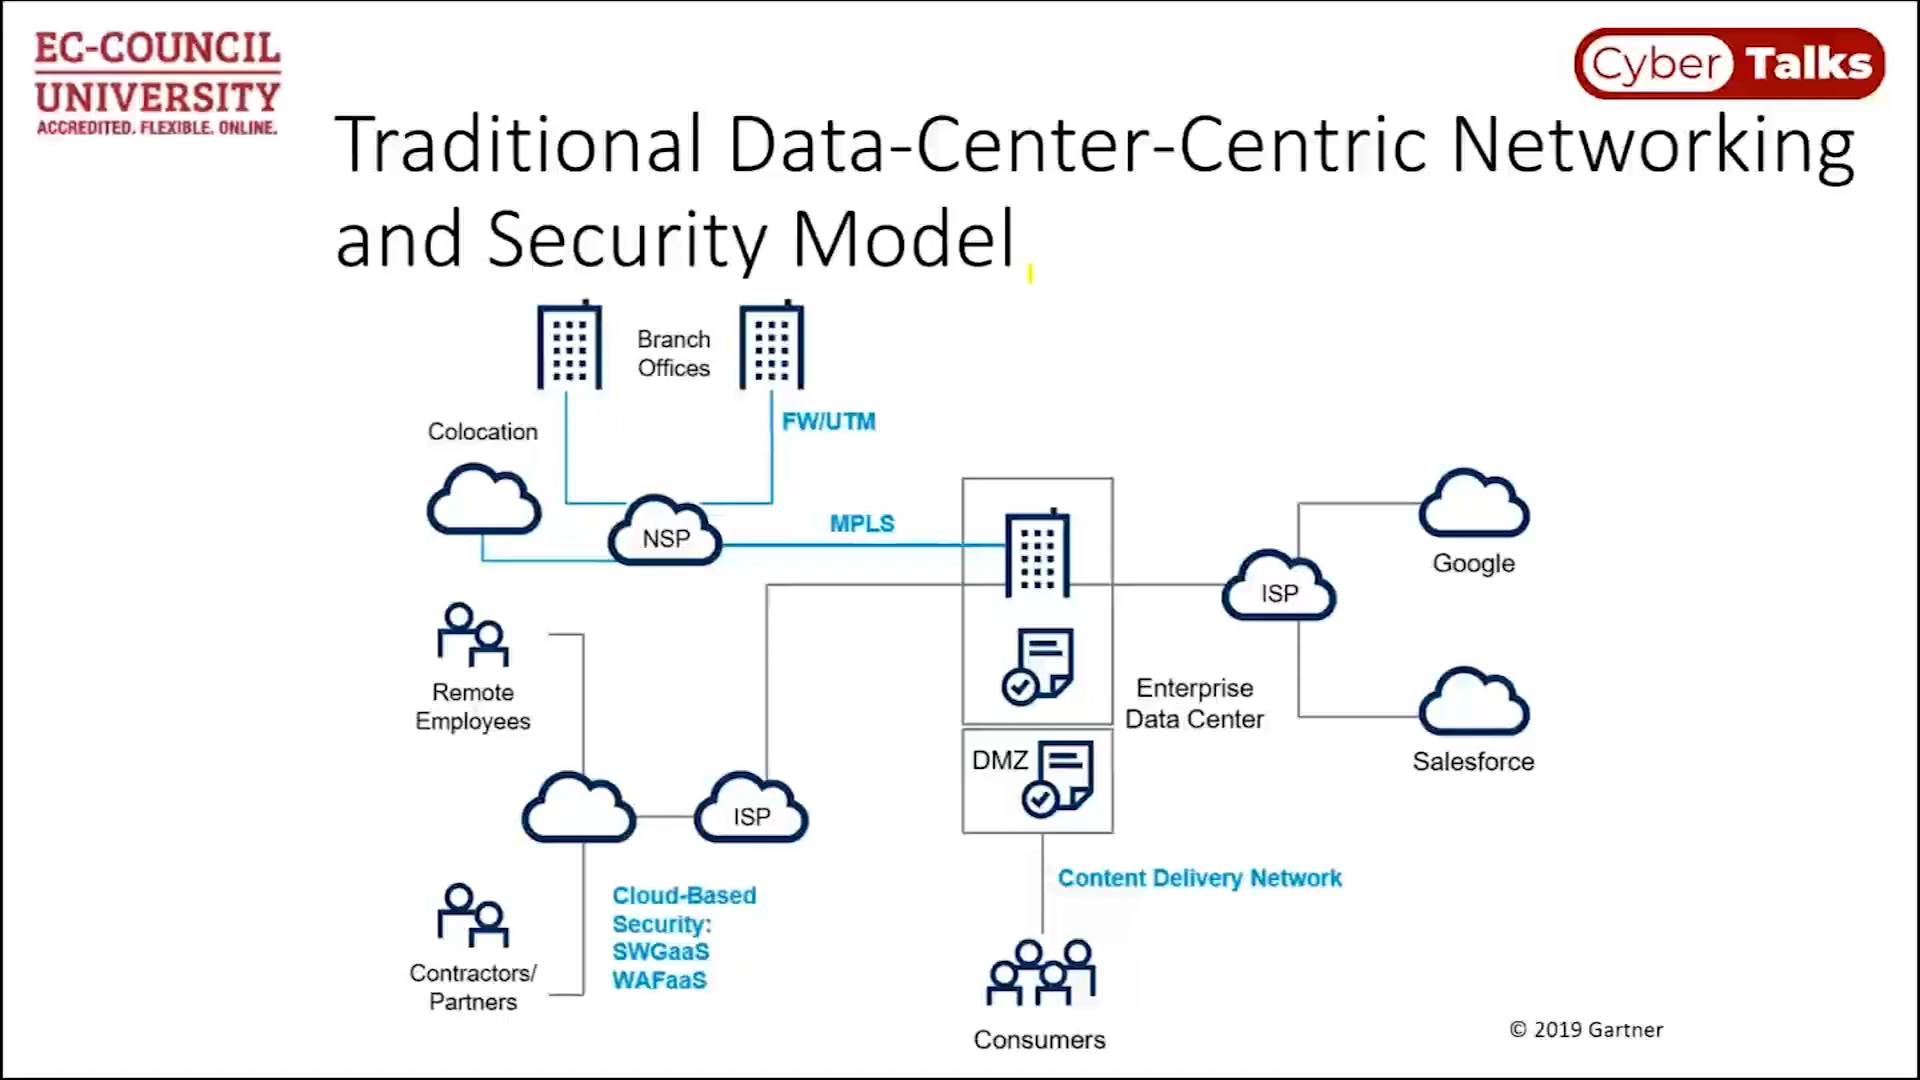 EC-COUNCIL
UNIVERSITY
ACCREDITED. FLEXIBLE. ONLINE.
Cyber Talks
Traditional Data-Center-Centric Networking
and Security Model
Branch
Offices
FW/UTM
Colocation
NSP
MPLS
Google
ISP
Remote
Employees
Enterprise
Data Center
DMZ
Salesforce
ISP
Cloud-Based
Security:
SWGaaS
WAFaaS
Content Delivery Network
Contractors/
Partners
Consumers
© 2019 Gartner